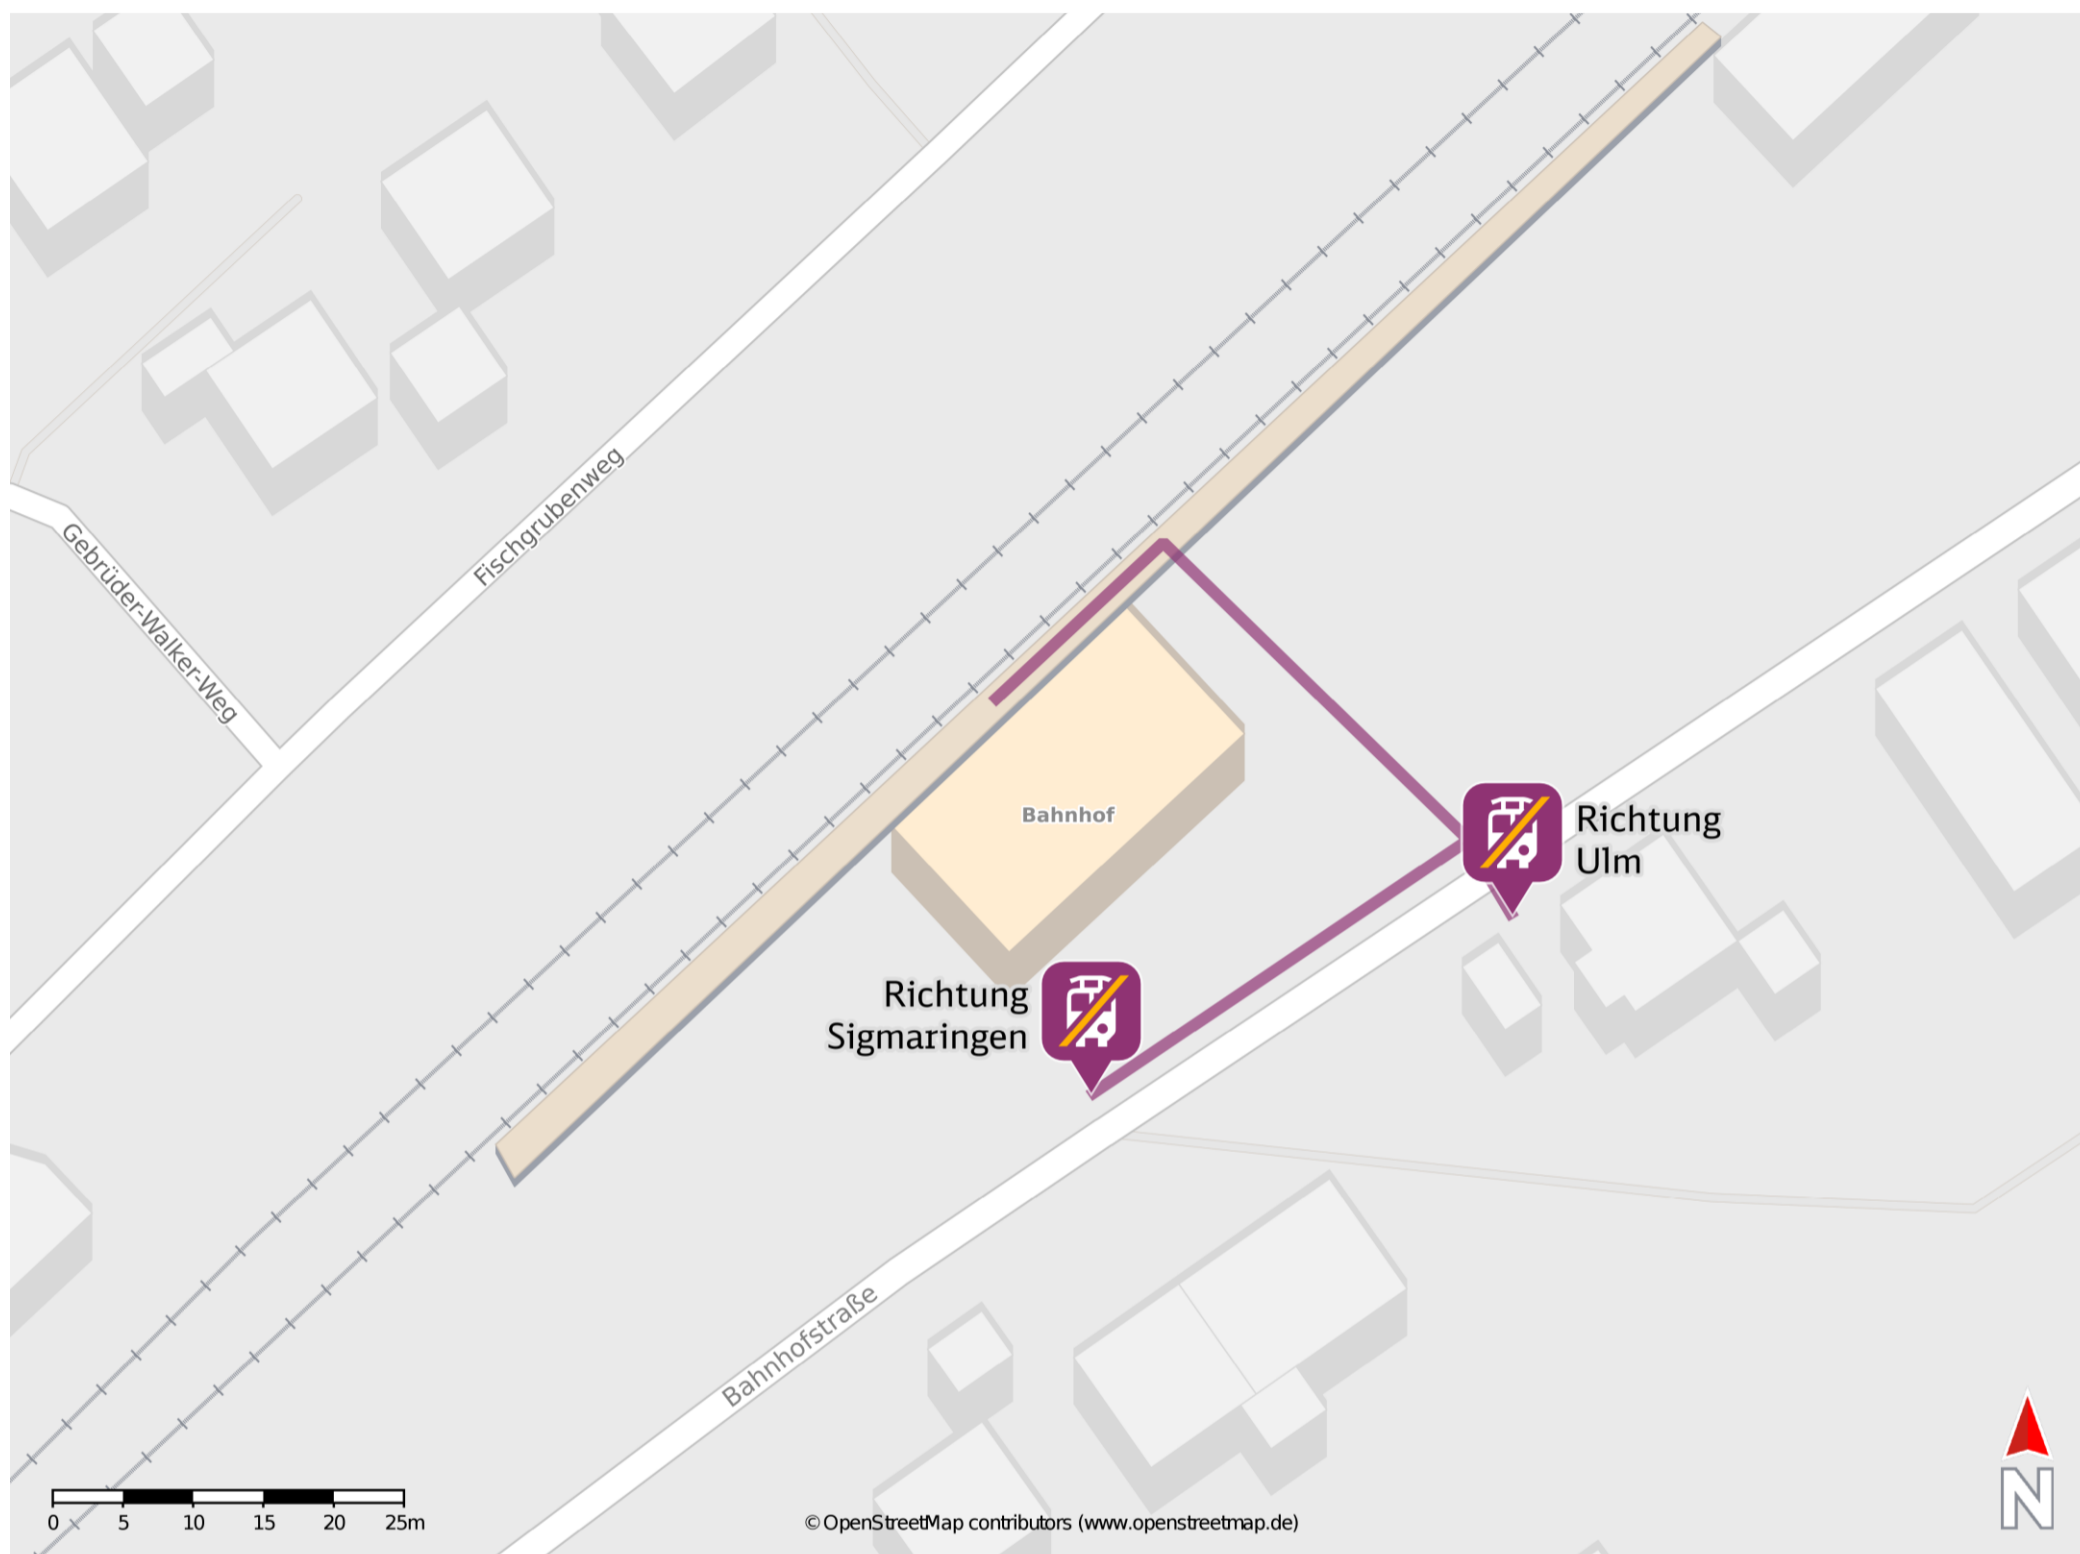 Fischgrubenweg
Gebrüder-Walker-Weg
Bahnhof
Richtung
Ulm
Richtung
Sigmaringen
Bahnhofstraße
0 5 10 15 20 25m
© OpenStreetMap contributors (www.openstreetmap.de)
N